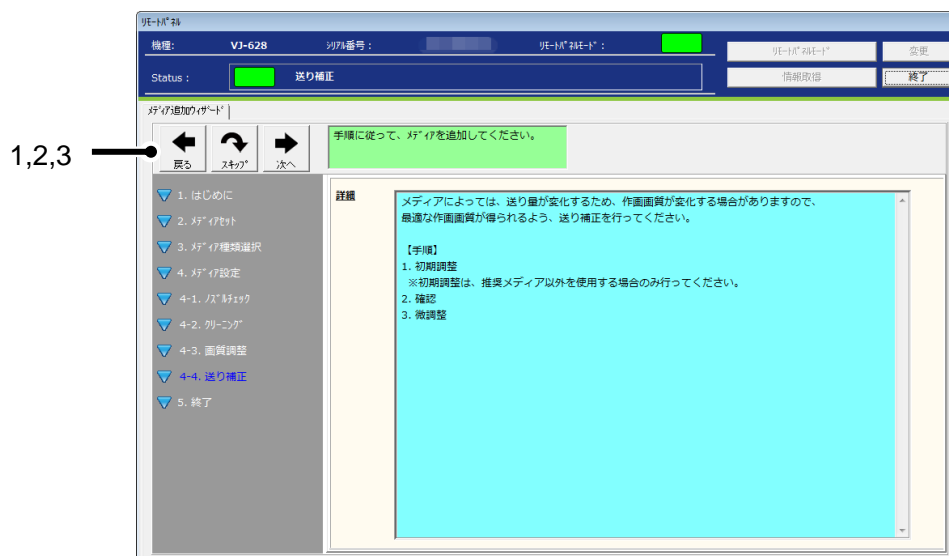 ﾘﾓｰﾄﾊﾟﾈﾙ
機種: VJ-628 ｼﾘｱﾙ番号： ﾘﾓｰﾄﾊﾟﾈﾙﾓｰﾄﾞ：
ﾘﾓｰﾄﾊﾟﾈﾙﾓｰﾄﾞ 変更
Status： 送り補正
情報取得 終了
ﾒﾃﾞｨｱ追加ｳｨｻﾞｰﾄﾞ
1,2,3
戻る ｽｷｯﾌﾟ 次へ
手順に従って、ﾒﾃﾞｨｱを追加してください。
1. はじめに
2. ﾒﾃﾞｨｱｾｯﾄ
3. ﾒﾃﾞｨｱ種類選択
4. ﾒﾃﾞｨｱ設定
4-1. ﾉｽﾞﾙﾁｪｯｸ
4-2. ｸﾘｰﾆﾝｸﾞ
4-3. 画質調整
4-4. 送り補正
5. 終了
詳細
メディアによっては、送り量が変化するため、作画画質が変化する場合がありますので、
最適な作画画質が得られるよう、送り補正を行ってください。
【手順】
1. 初期調整
※初期調整は、推奨メディア以外を使用する場合のみ行ってください。
2. 確認
3. 微調整